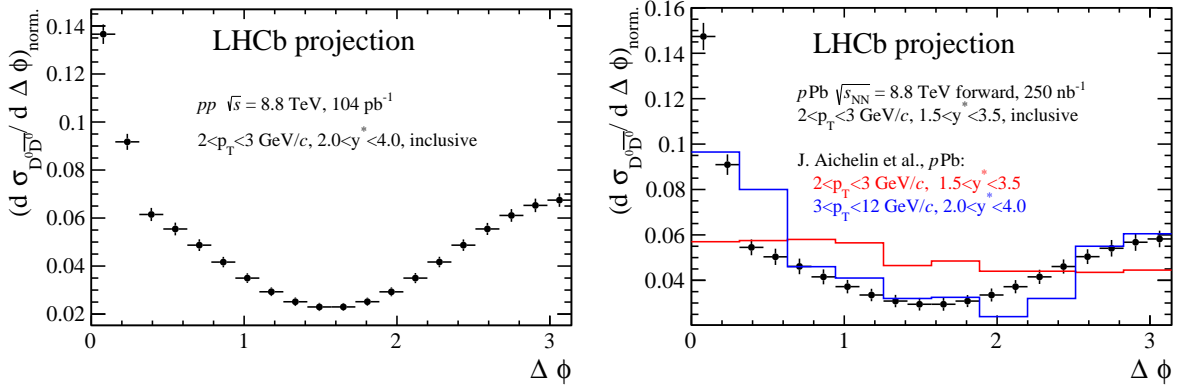 (d σ_{D⁰D̅⁰}/ d Δ ϕ)_{norm.}
0.14
0.12
0.1
0.08
0.06
0.04
0.02
LHCb projection
pp √s = 8.8 TeV, 104 pb⁻¹
2<p_T<3 GeV/c, 2.0<y*<4.0, inclusive
0 1 2 3
Δ ϕ
(d σ_{D⁰D̅⁰}/ d Δ ϕ)_{norm.}
0.16
0.14
0.12
0.1
0.08
0.06
0.04
LHCb projection
pPb √s_{NN} = 8.8 TeV forward, 250 nb⁻¹
2<p_T<3 GeV/c, 1.5<y*<3.5, inclusive
J. Aichelin et al., pPb:
2<p_T<3 GeV/c, 1.5<y*<3.5
3<p_T<12 GeV/c, 2.0<y*<4.0
0 1 2 3
Δ ϕ